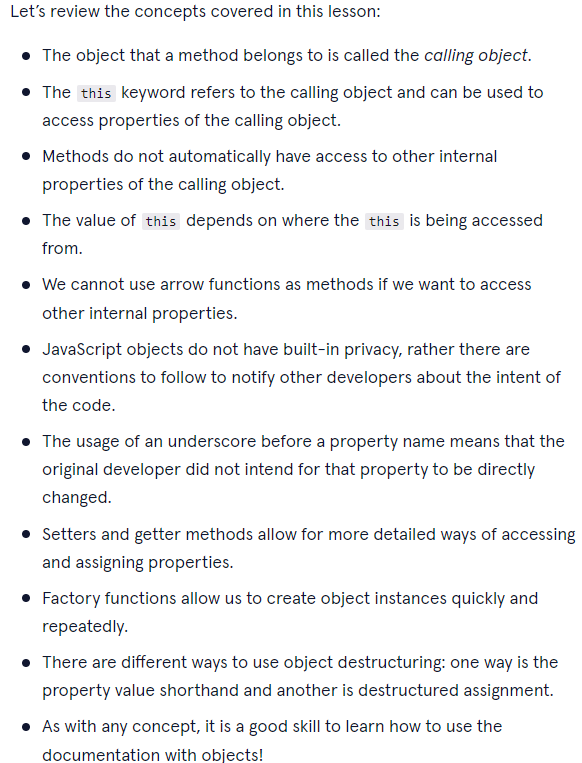 Let's review the concepts covered in this lesson:
• The object that a method belongs to is called the calling object.
• The this keyword refers to the calling object and can be used to
access properties of the calling object.
• Methods do not automatically have access to other internal
properties of the calling object.
• The value of this depends on where the this is being accessed
from.
• We cannot use arrow functions as methods if we want to access
other internal properties.
• JavaScript objects do not have built-in privacy, rather there are
conventions to follow to notify other developers about the intent of
the code.
• The usage of an underscore before a property name means that the
original developer did not intend for that property to be directly
changed.
• Setters and getter methods allow for more detailed ways of accessing
and assigning properties.
• Factory functions allow us to create object instances quickly and
repeatedly.
• There are different ways to use object destructuring: one way is the
property value shorthand and another is destructured assignment.
• As with any concept, it is a good skill to learn how to use the
documentation with objects!